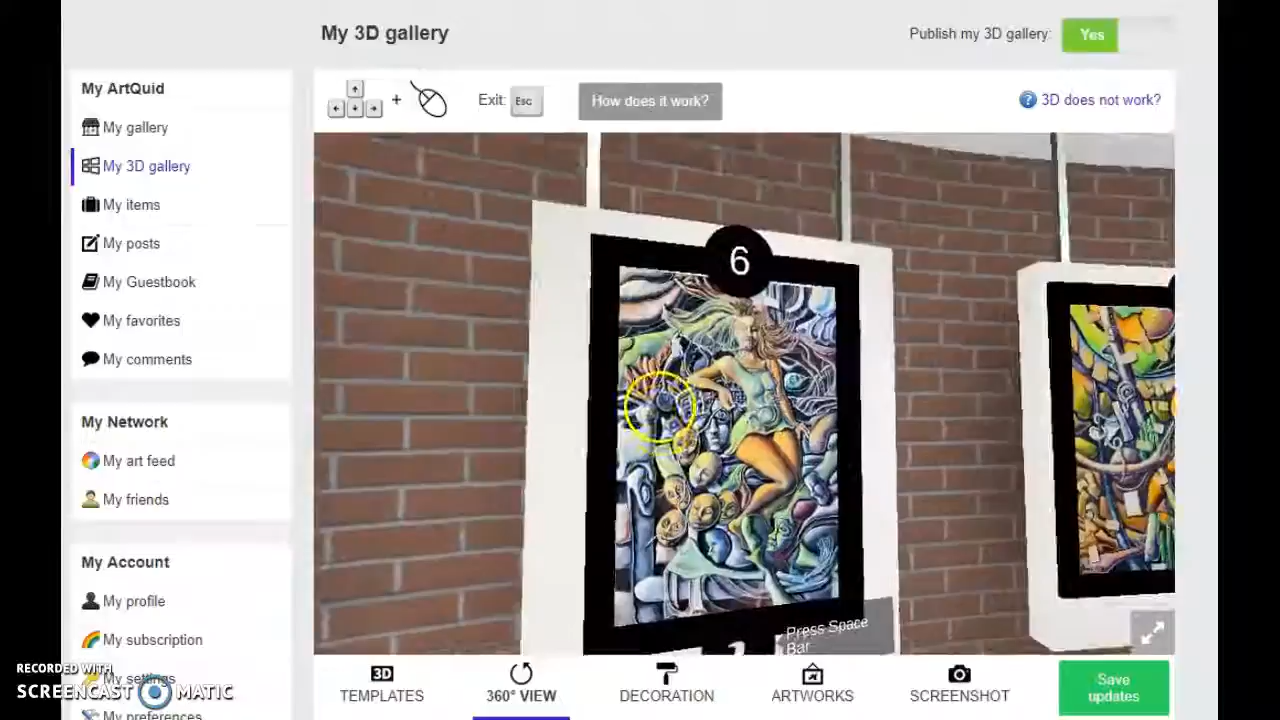 My 3D gallery
Publish my 3D gallery: Yes
My ArtQuid
My gallery
My 3D gallery
My items
My posts
My Guestbook
My favorites
My comments
My Network
My art feed
My friends
My Account
My profile
My subscription
My settings
My preferences
+ Exit: Esc How does it work? 3D does not work?
6
Press Space
Bar
3D
TEMPLATES
360° VIEW
DECORATION
ARTWORKS
SCREENSHOT
Save
updates
RECORDED WITH
SCREENCAST MATIC